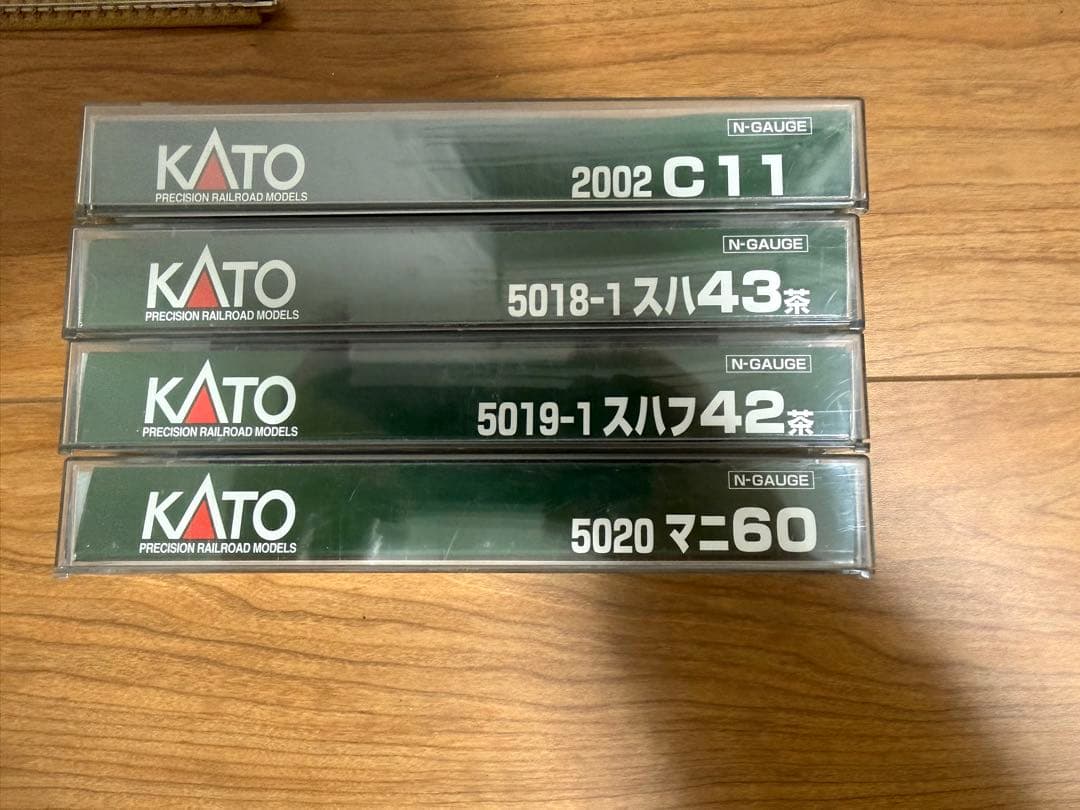 N-GAUGE
KATO
2002 C11
PRECISION RAILROAD MODELS
N-GAUGE
KATO
5018-1 スハ43茶
PRECISION RAILROAD MODELS
N-GAUGE
KATO
5019-1 スハフ42茶
PRECISION RAILROAD MODELS
N-GAUGE
KATO
5020 マニ60
PRECISION RAILROAD MODELS